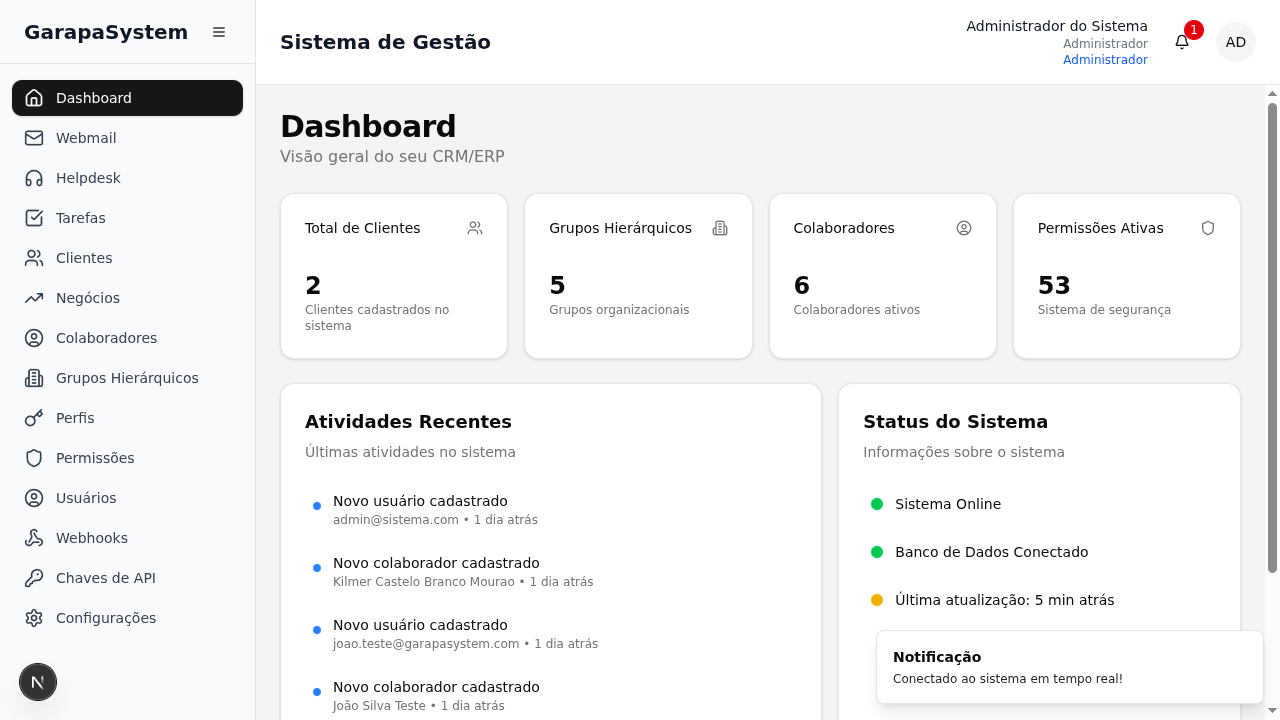 GarapaSystem
Dashboard
Webmail
Helpdesk
Tarefas
Clientes
Negócios
Colaboradores
Grupos Hierárquicos
Perfis
Permissões
Usuários
Webhooks
Chaves de API
Configurações
N
Sistema de Gestão
Administrador do Sistema
Administrador
Administrador
1
AD
Dashboard
Visão geral do seu CRM/ERP
Total de Clientes
2
Clientes cadastrados no
sistema
Grupos Hierárquicos
5
Grupos organizacionais
Colaboradores
6
Colaboradores ativos
Permissões Ativas
53
Sistema de segurança
Atividades Recentes
Últimas atividades no sistema
Novo usuário cadastrado
admin@sistema.com • 1 dia atrás
Novo colaborador cadastrado
Kilmer Castelo Branco Mourao • 1 dia atrás
Novo usuário cadastrado
joao.teste@garapasystem.com • 1 dia atrás
Novo colaborador cadastrado
João Silva Teste • 1 dia atrás
Status do Sistema
Informações sobre o sistema
Sistema Online
Banco de Dados Conectado
Última atualização: 5 min atrás
Notificação
Conectado ao sistema em tempo real!